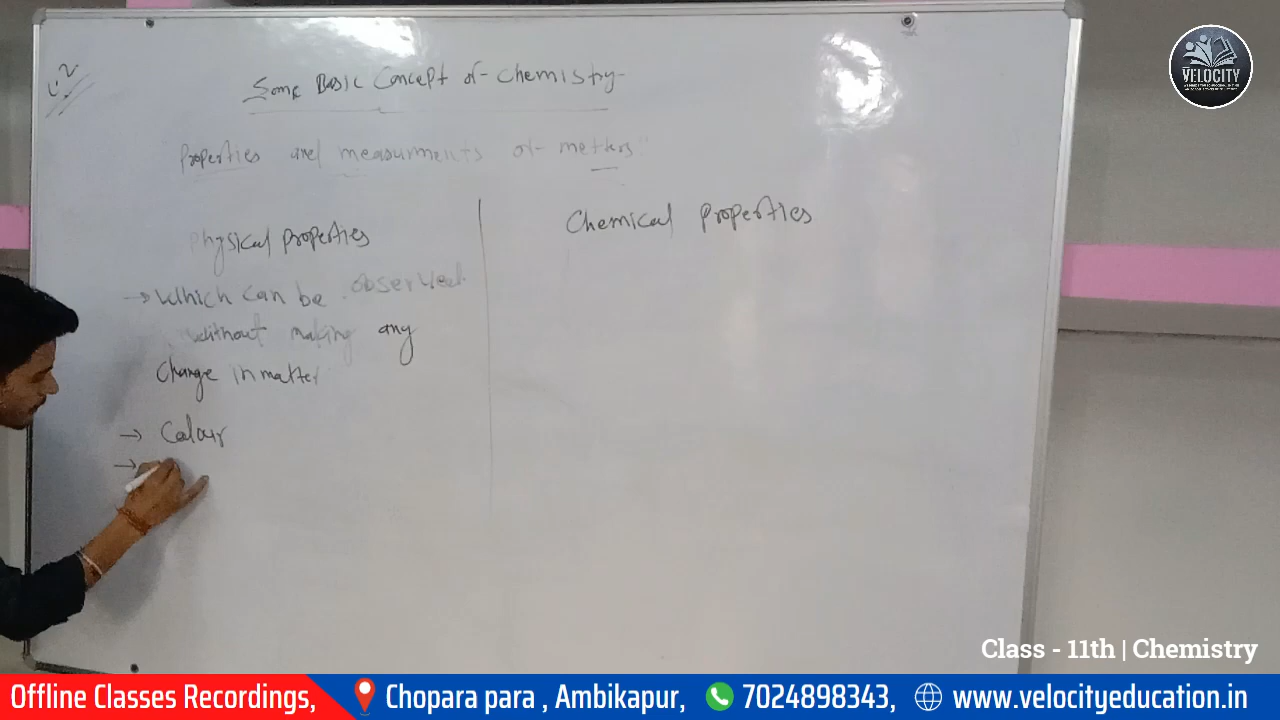 L.2
Some Basic Concept of Chemistry
Properties and measurments of metters
Physical properties
→ Which can be observed
without making any
Change in matter
→ Colour
→
Chemical properties
VELOCITY
Class - 11th | Chemistry
Offline Classes Recordings, Chopara para , Ambikapur, 7024898343, www.velocityeducation.in